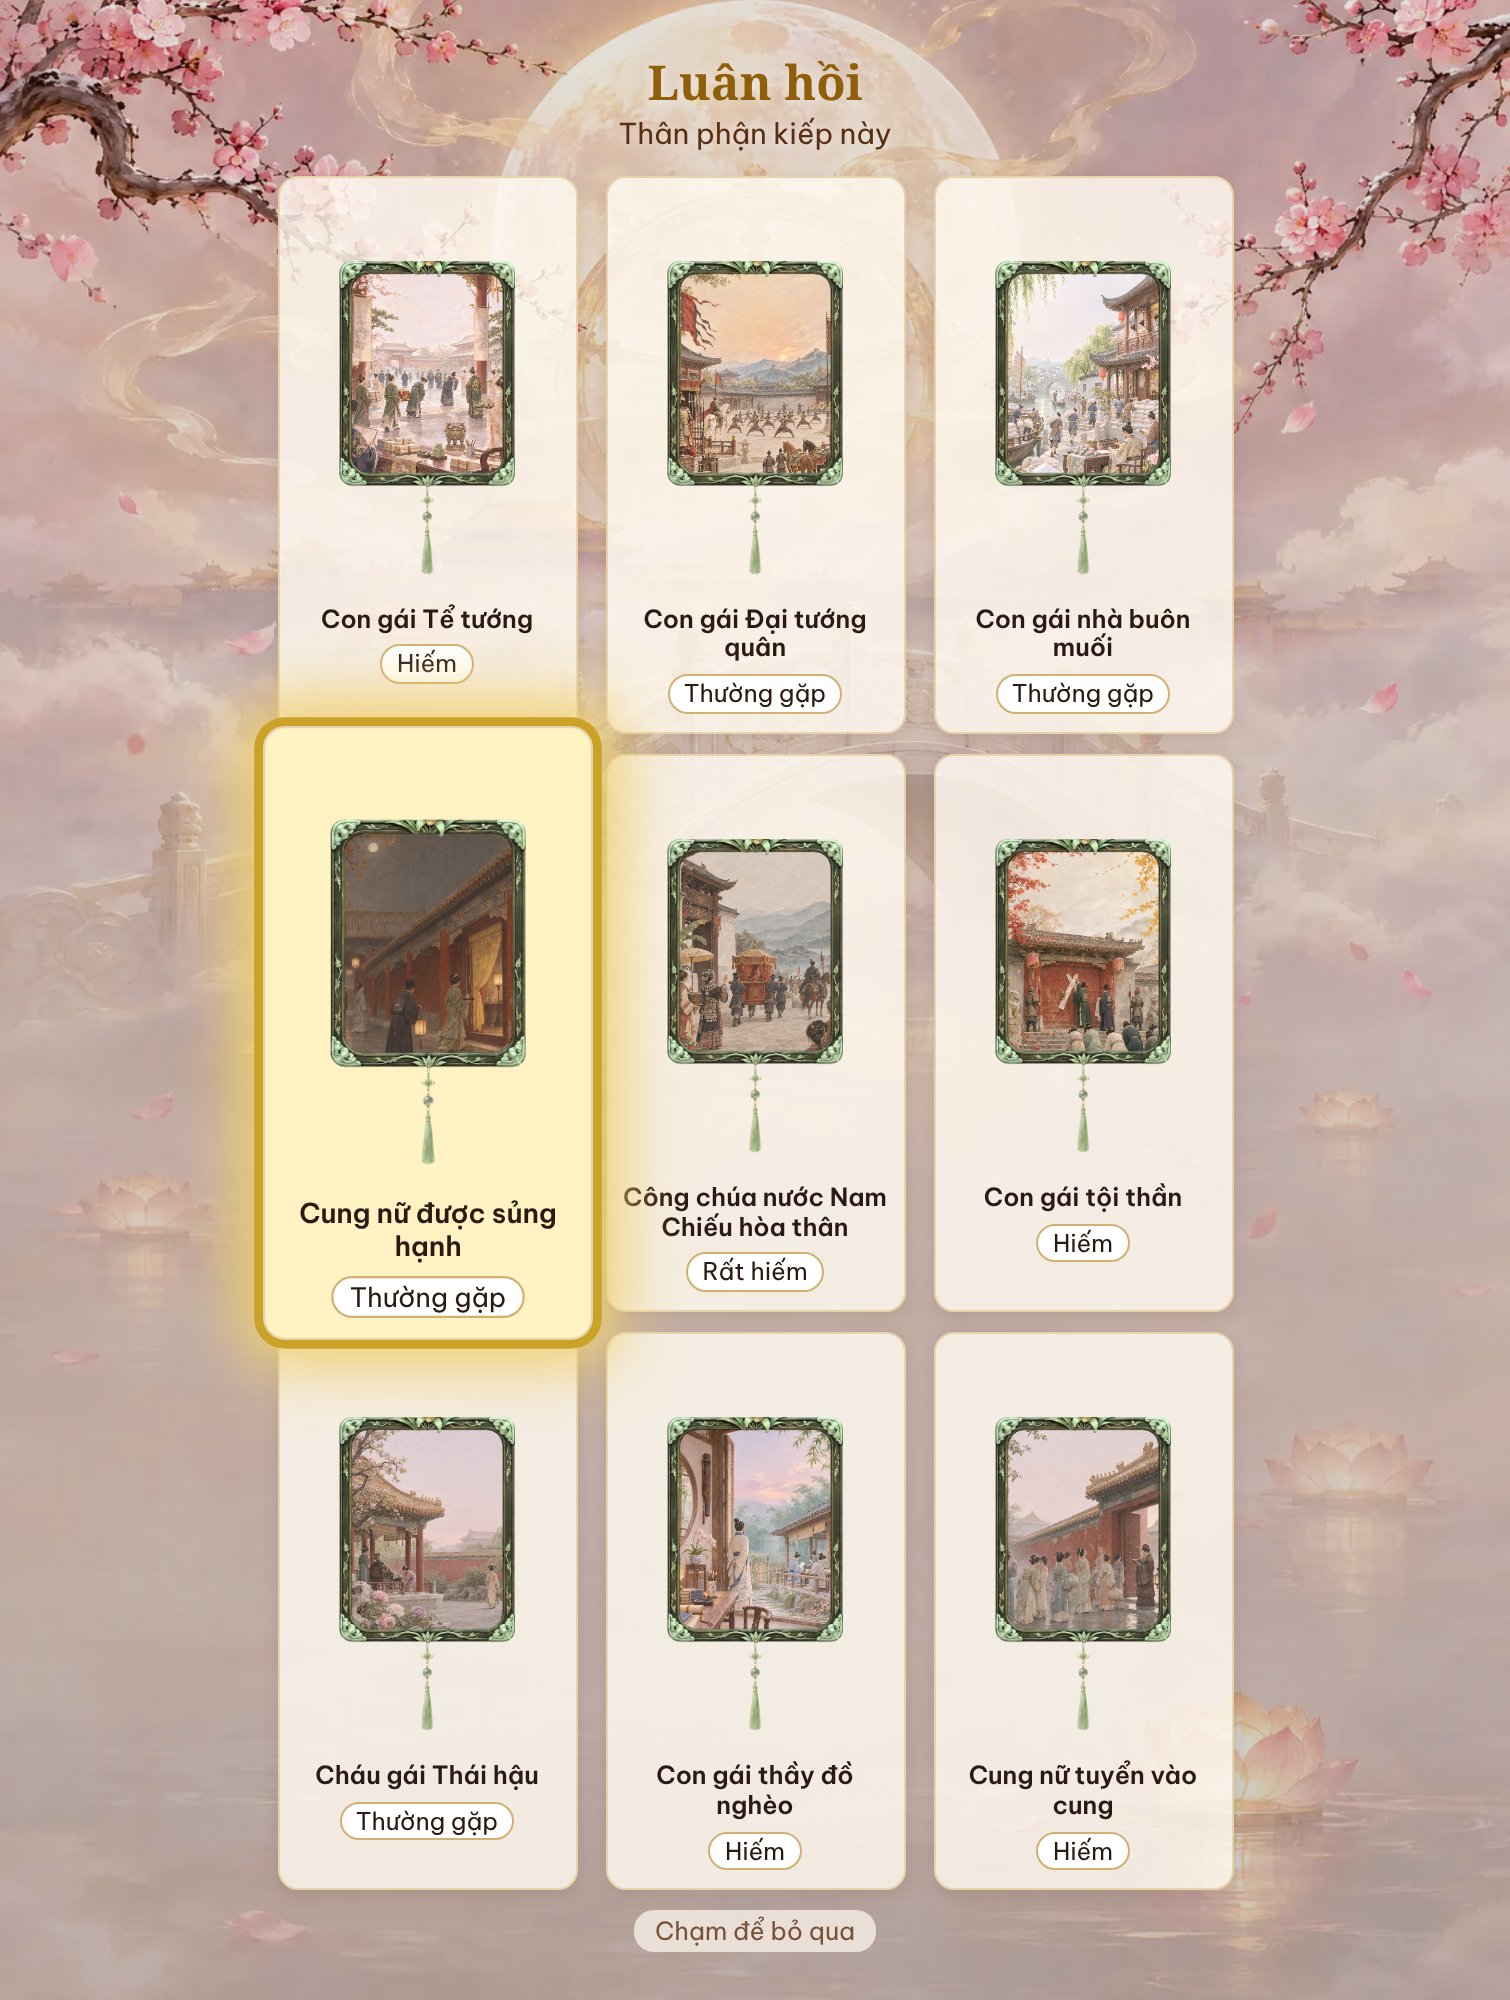 Luân hồi
Thân phận kiếp này
Con gái Tể tướng
Hiếm
Con gái Đại tướng
quân
Thường gặp
Con gái nhà buôn
muối
Thường gặp
Cung nữ được sủng
hạnh
Thường gặp
Công chúa nước Nam
Chiếu hòa thân
Rất hiếm
Con gái tội thần
Hiếm
Cháu gái Thái hậu
Thường gặp
Con gái thầy đồ
nghèo
Hiếm
Cung nữ tuyển vào
cung
Hiếm
Chạm để bỏ qua